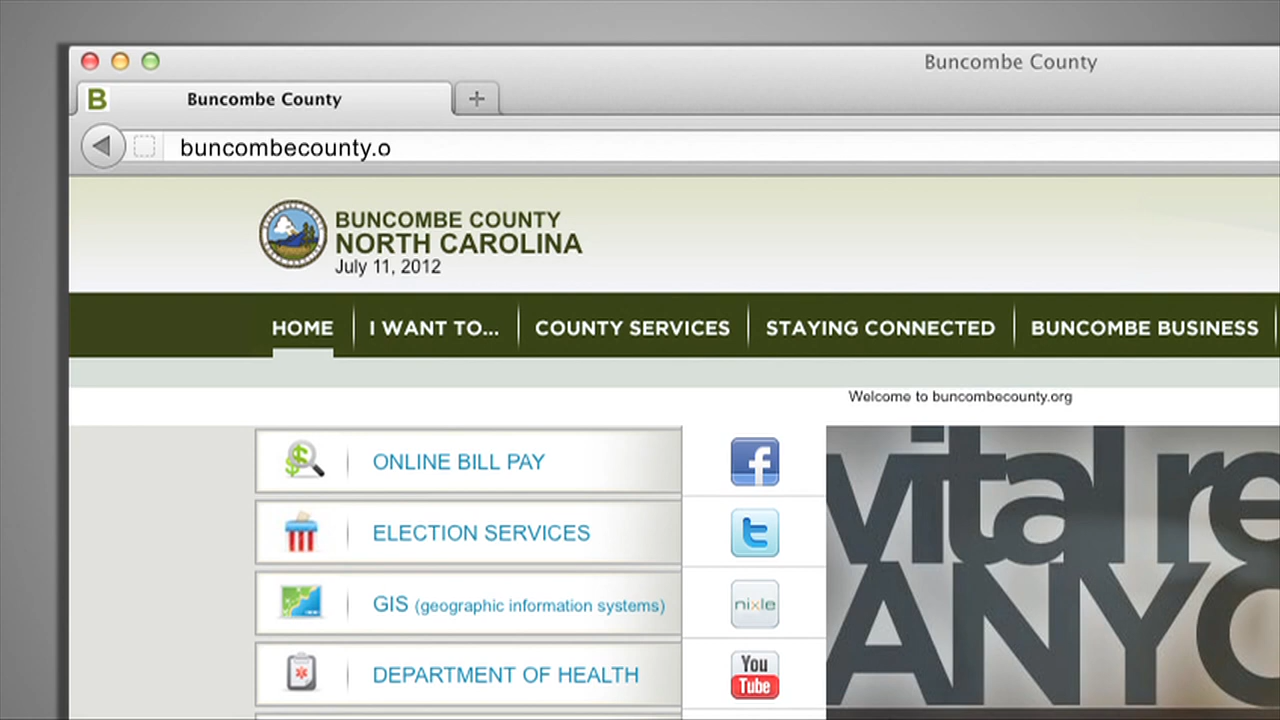 Buncombe County
B Buncombe County
buncombecounty.o
BUNCOMBE COUNTY
NORTH CAROLINA
July 11, 2012
HOME I WANT TO... COUNTY SERVICES STAYING CONNECTED BUNCOMBE BUSINESS
Welcome to buncombecounty.org
ONLINE BILL PAY
ELECTION SERVICES
GIS (geographic information systems)
DEPARTMENT OF HEALTH
f
t
nixle
You
Tube
vital re
ANYO